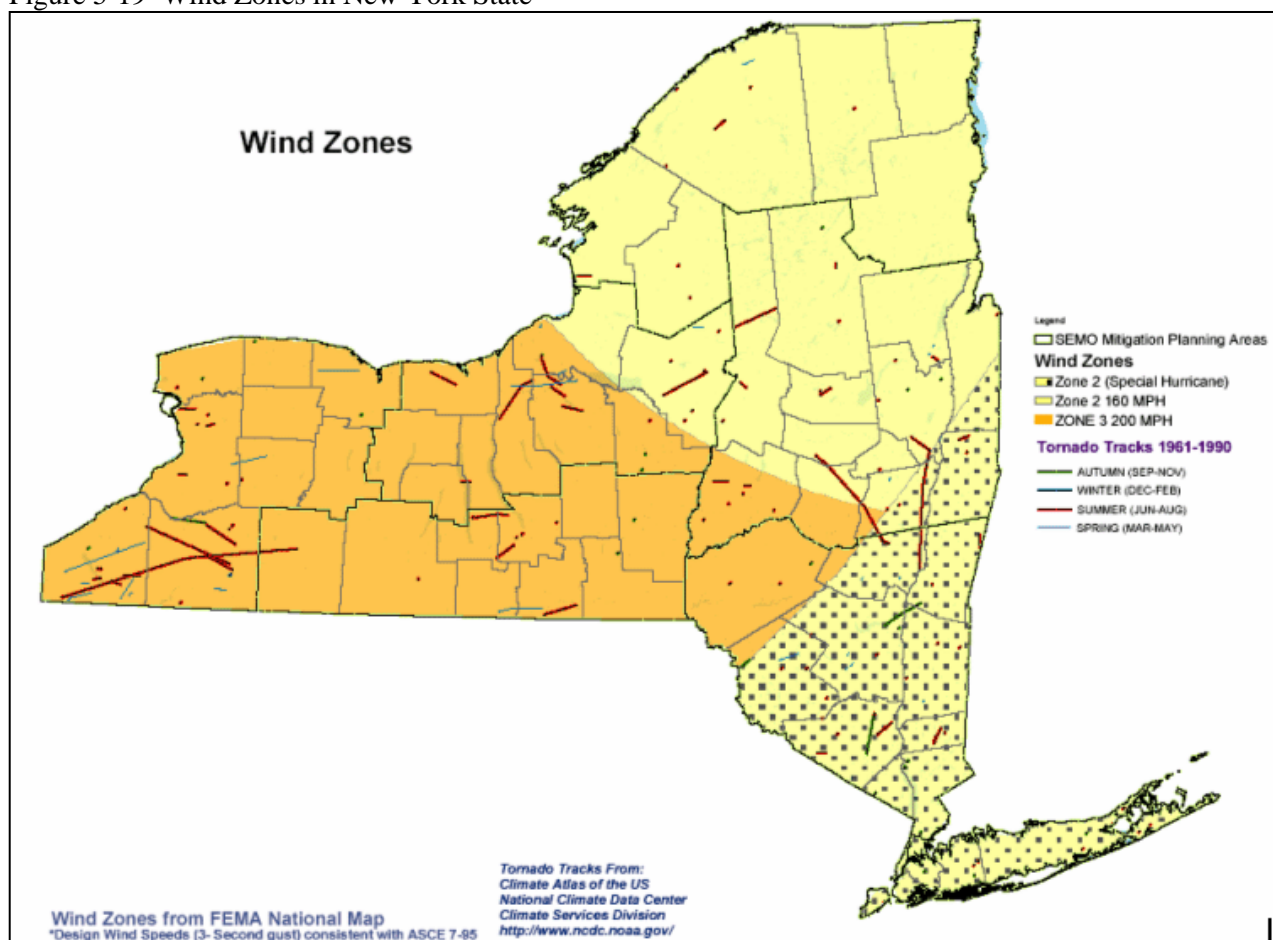 Figure 3-19 Wind Zones in New York State
Wind Zones
Legend
SEMO Mitigation Planning Areas
Wind Zones
Zone 2 (Special Hurricane)
Zone 2 160 MPH
ZONE 3 200 MPH
Tornado Tracks 1961-1990
AUTUMN (SEP-NOV)
WINTER (DEC-FEB)
SUMMER (JUN-AUG)
SPRING (MAR-MAY)
Tornado Tracks From:
Climate Atlas of the US
National Climate Data Center
Climate Services Division
http://www.ncdc.noaa.gov/
Wind Zones from FEMA National Map
*Design Wind Speeds (3- Second gust) consistent with ASCE 7-95